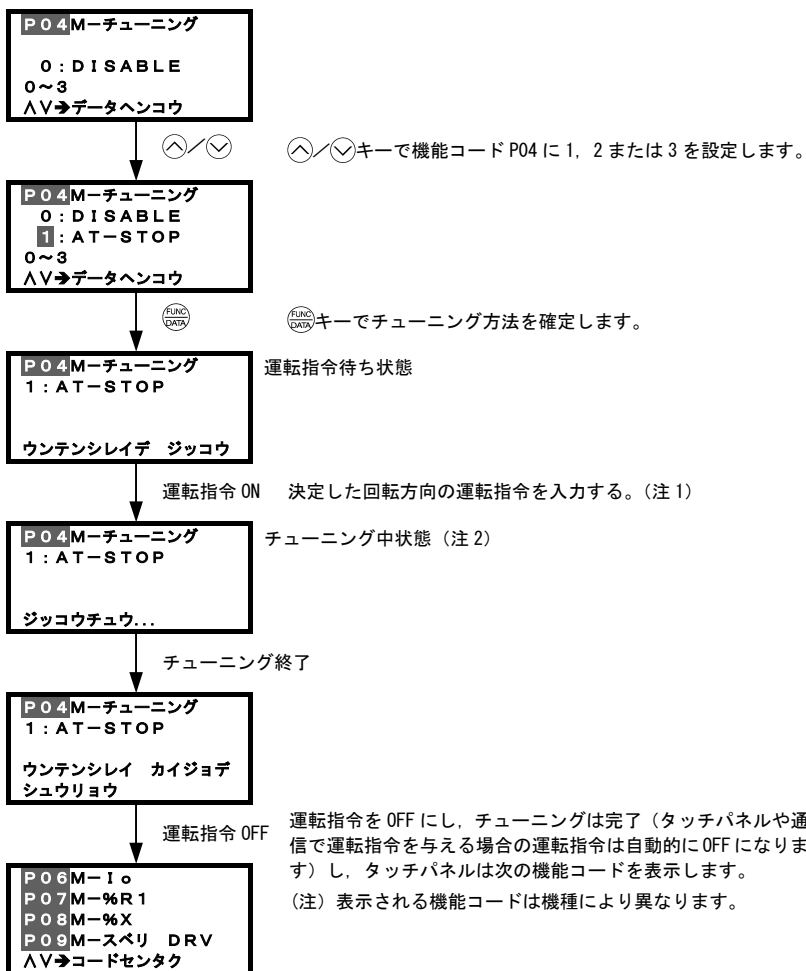 P04M－チューニング
0：DISABLE
0～3
∧∨➔データヘンコウ
∧／∨
∧／∨キーで機能コード P04 に 1, 2 または 3 を設定します。
P04M－チューニング
0：DISABLE
1：AT－STOP
0～3
∧∨➔データヘンコウ
FUNC
DATA
FUNC
DATA キーでチューニング方法を確定します。
P04M－チューニング
1：AT－STOP
ウンテンシレイデ ジッコウ
運転指令待ち状態
運転指令 ON
決定した回転方向の運転指令を入力する。(注 1)
P04M－チューニング
1：AT－STOP
ジッコウチュウ...
チューニング中状態（注 2）
チューニング終了
P04M－チューニング
1：AT－STOP
ウンテンシレイ カイジョデ
シュウリョウ
運転指令 OFF
運転指令を OFF にし，チューニングは完了（タッチパネルや通
信で運転指令を与える場合の運転指令は自動的に OFF になりま
す）し，タッチパネルは次の機能コードを表示します。
（注）表示される機能コードは機種により異なります。
P06M－Io
P07M－%R1
P08M－%X
P09M－スベリ DRV
∧∨➔コードセンタク